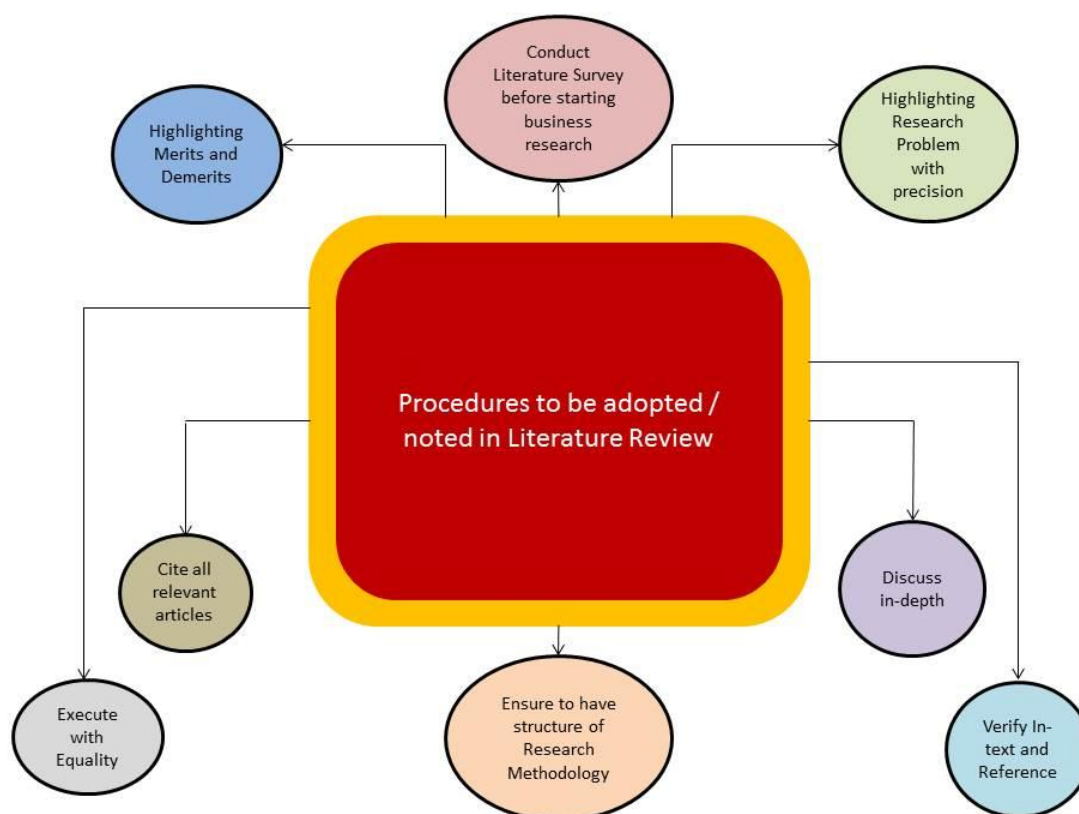 Conduct
Literature Survey
before starting
business
research
Highlighting
Merits and
Demerits
Highlighting
Research
Problem
with
precision
Procedures to be adopted /
noted in Literature Review
Cite all
relevant
articles
Discuss
in-depth
Execute
with
Equality
Ensure to have
structure of
Research
Methodology
Verify In-
text and
Reference